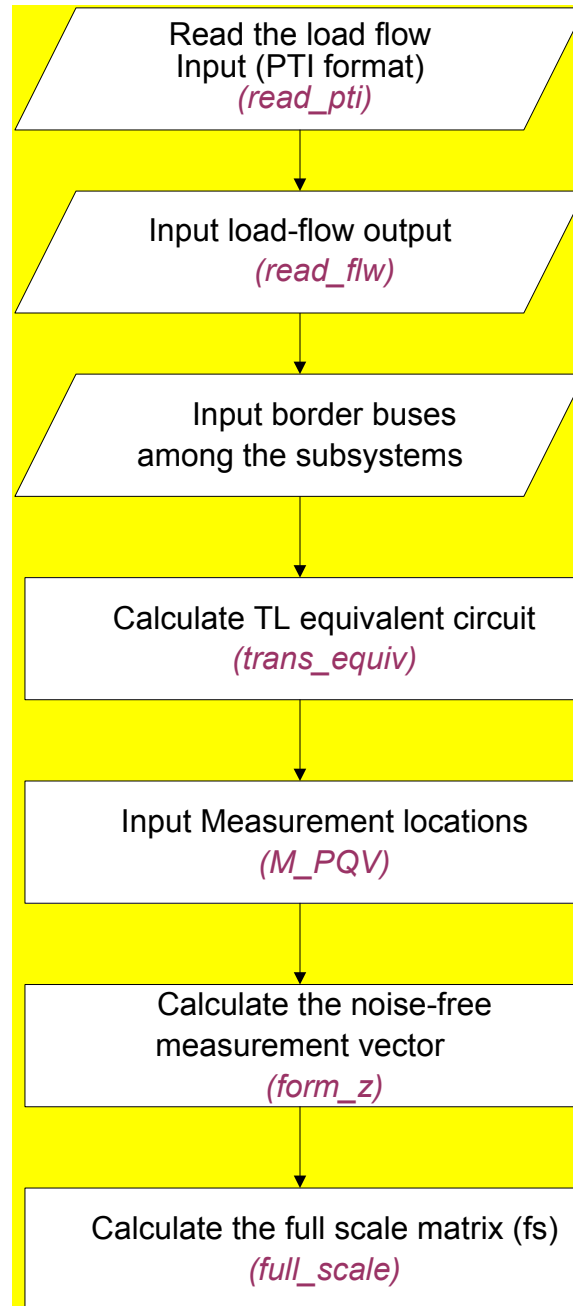 Read the load flow
Input (PTI format)
(read_pti)
Input load-flow output
(read_flw)
Input border buses
among the subsystems
Calculate TL equivalent circuit
(trans_equiv)
Input Measurement locations
(M_PQV)
Calculate the noise-free
measurement vector
(form_z)
Calculate the full scale matrix (fs)
(full_scale)